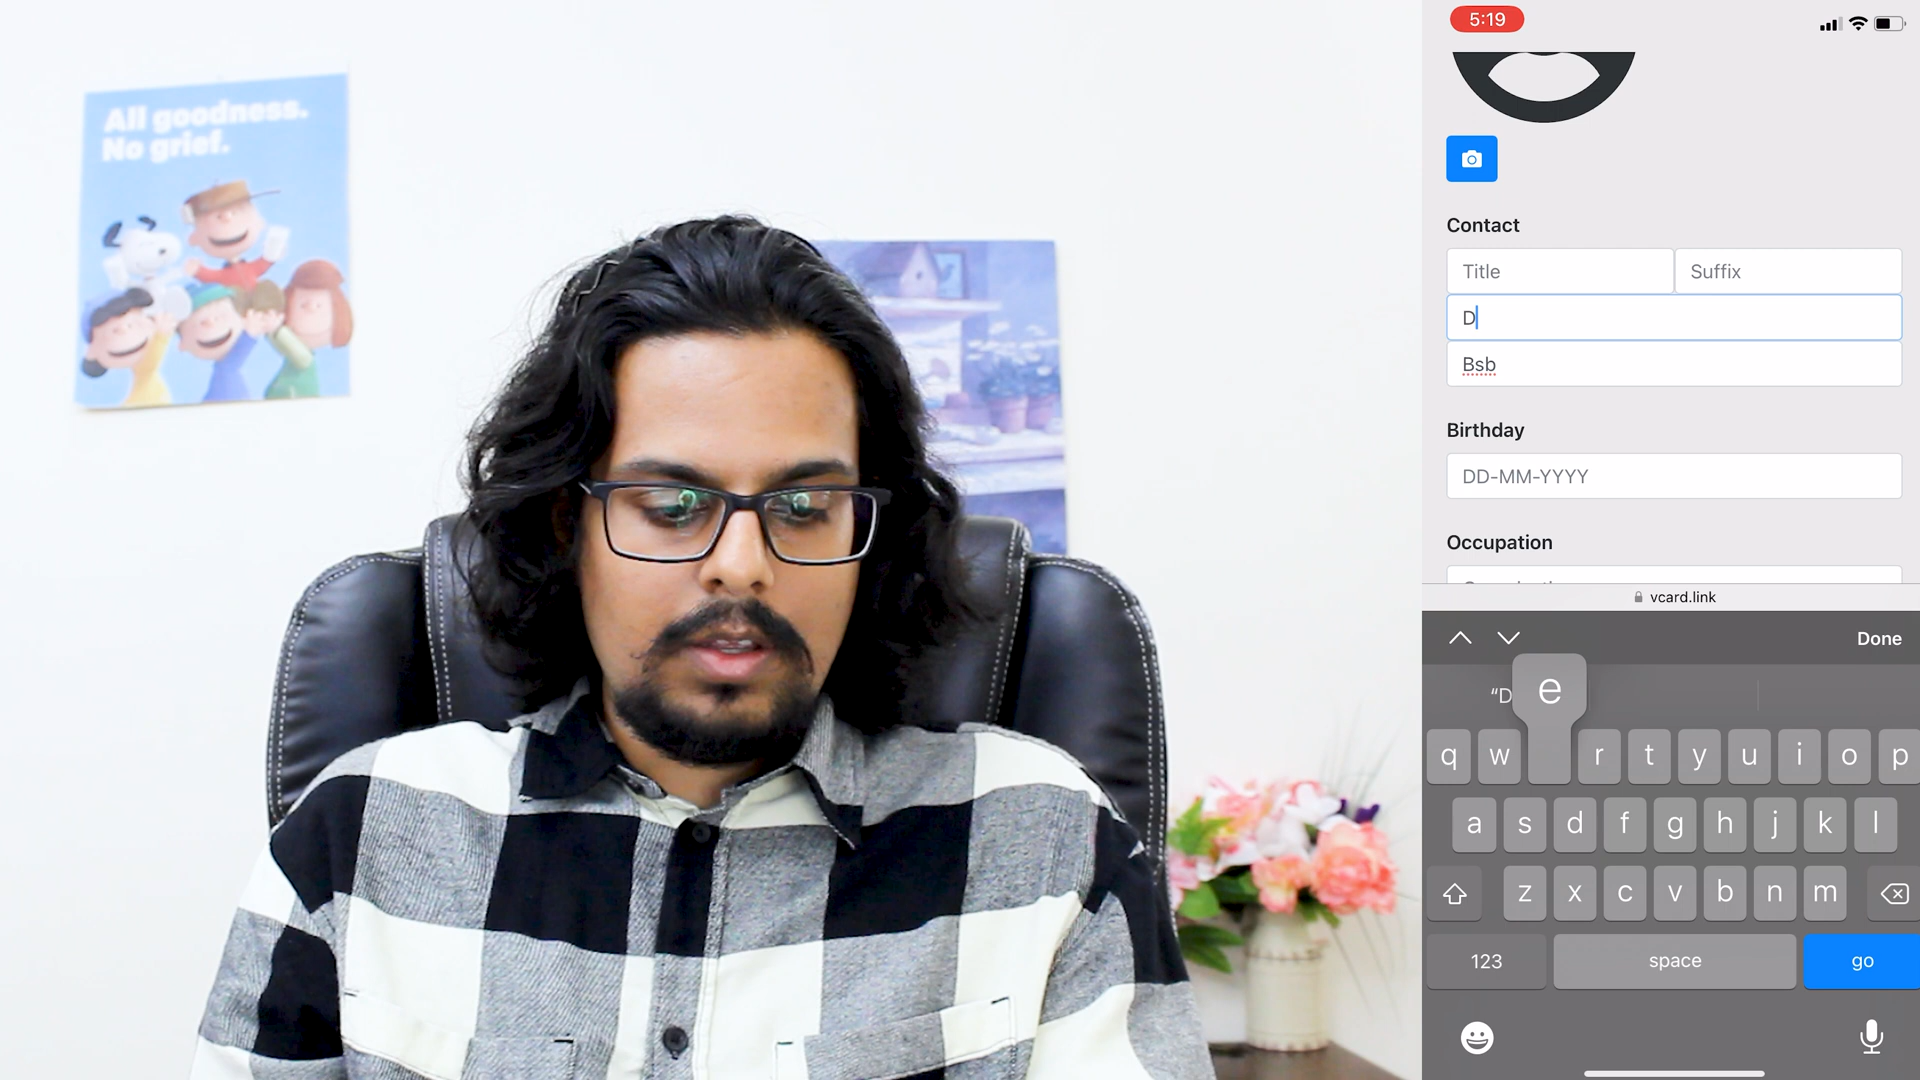 All goodness.
No grief.
5:19
Contact
Title
Suffix
D
Bsb
Birthday
DD-MM-YYYY
Occupation
vcard.link
Done
“D
e
q w r t y u i o p
a s d f g h j k l
z x c v b n m
123 space go